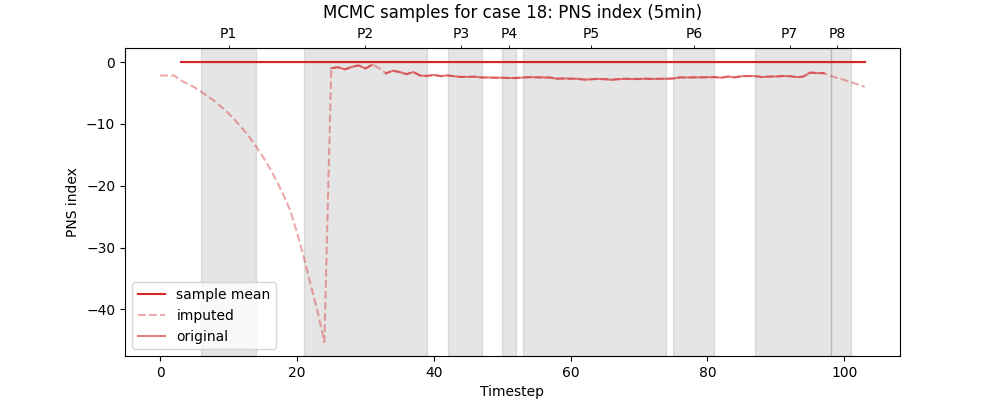 MCMC samples for case 18: PNS index (5min)
P1 P2 P3 P4 P5 P6 P7 P8
0
−10
−20
−30
−40
PNS index
sample mean
imputed
original
0 20 40 60 80 100
Timestep